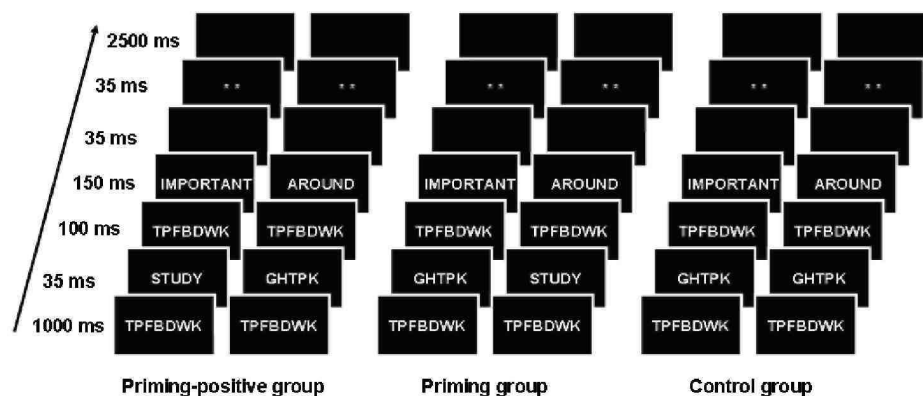 2500 ms
35 ms * * * * * * * * * * * *
35 ms
150 ms IMPORTANT AROUND IMPORTANT AROUND IMPORTANT AROUND
100 ms TPFBDWK TPFBDWK TPFBDWK TPFBDWK TPFBDWK TPFBDWK
35 ms STUDY GHTPK GHTPK STUDY GHTPK GHTPK
1000 ms TPFBDWK TPFBDWK TPFBDWK TPFBDWK TPFBDWK TPFBDWK
Priming-positive group Priming group Control group